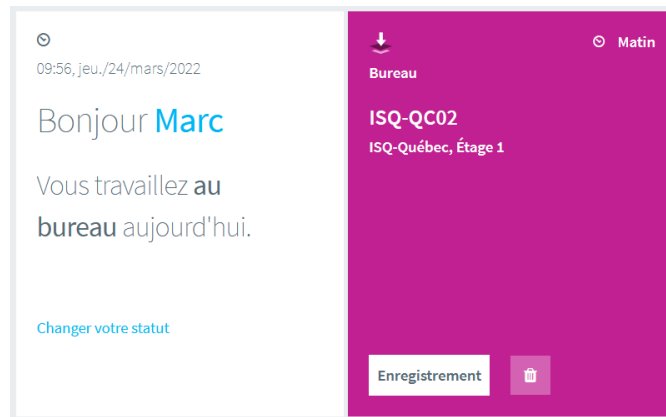 09:56, jeu./24/mars/2022
Bonjour Marc
Vous travaillez au
bureau aujourd'hui.
Changer votre statut
Matin
Bureau
ISQ-QC02
ISQ-Québec, Étage 1
Enregistrement